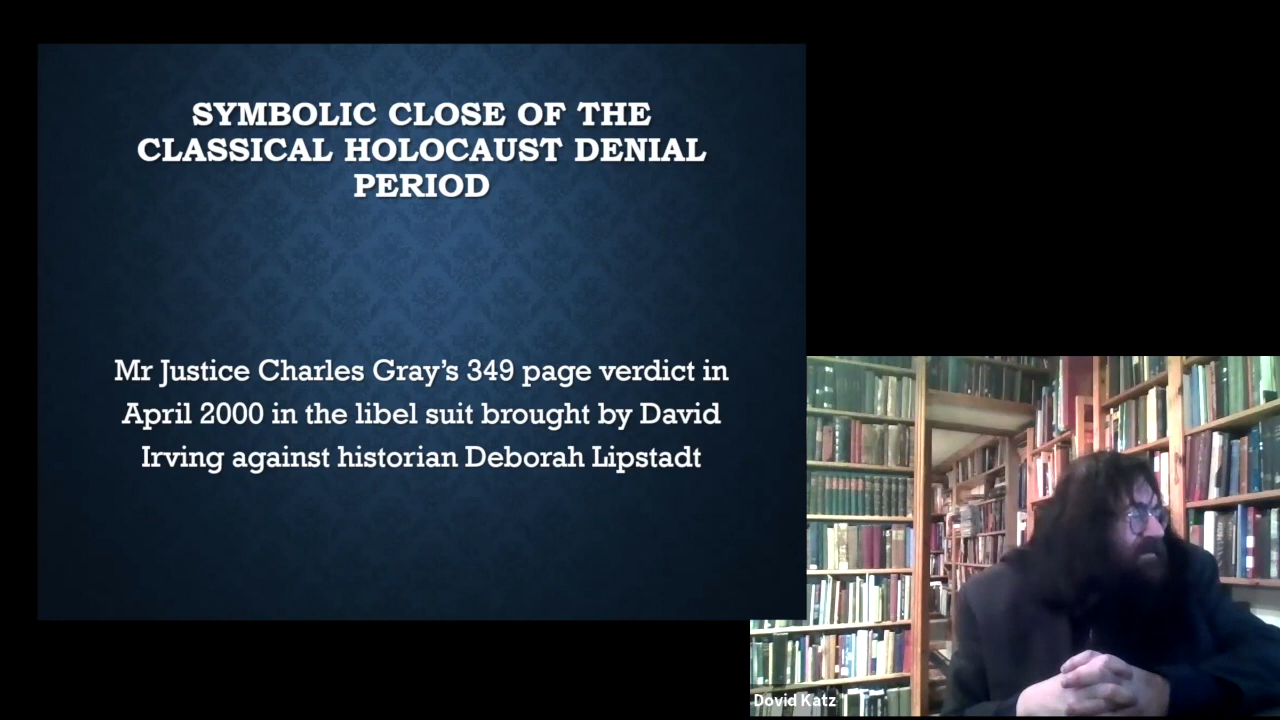 SYMBOLIC CLOSE OF THE
CLASSICAL HOLOCAUST DENIAL
PERIOD
Mr Justice Charles Gray's 349 page verdict in
April 2000 in the libel suit brought by David
Irving against historian Deborah Lipstadt
Dovid Katz